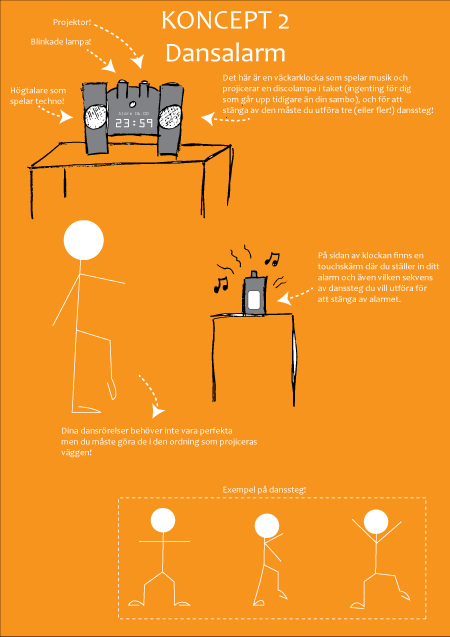 KONCEPT 2
Dansalarm
Projektor!
Blinkade lampa!
Högtalare som
spelar techno!
Alarm 06.00
23:59
Det här är en väckarklocka som spelar musik och
projicerar en discolampa i taket (ingenting för dig
som går upp tidigare än din sambo), och för att
stänga av den måste du utföra tre (eller fler!) danssteg!
På sidan av klockan finns en
touchskärm där du ställer in ditt
alarm och även vilken sekvens
av danssteg du vill utföra för
att stänga av alarmet.
Dina dansrörelser behöver inte vara perfekta
men du måste göra de i den ordning som projiceras
väggen!
Exempel på danssteg!